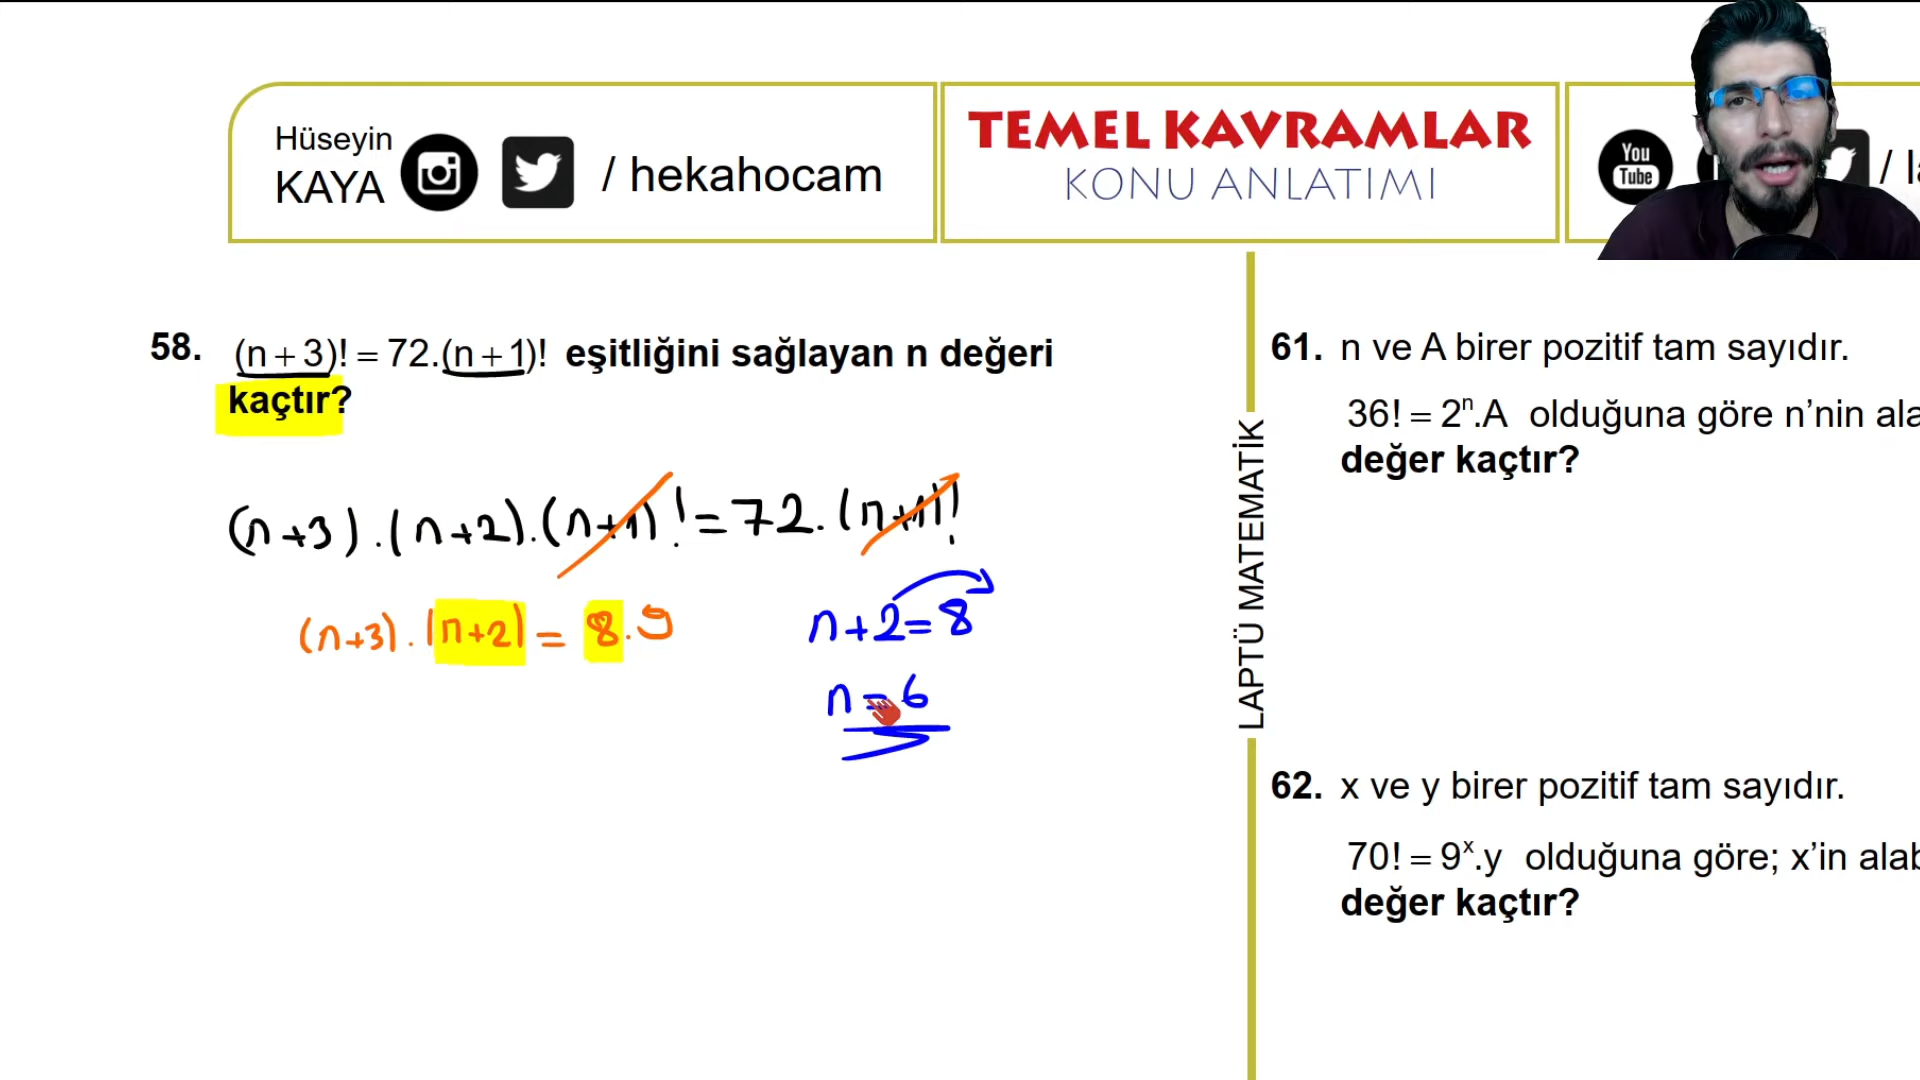 Hüseyin
KAYA
/ hekahocam
TEMEL KAVRAMLAR
KONU ANLATIMI
You
Tube
/ la
58. (n+3)! = 72.(n+1)! eşitliğini sağlayan n değeri
kaçtır?
(n+3).(n+2).(n+1)! = 72.(n+1)!
(n+3).(n+2) = 8.9
n+2=8
n=6
LAPTÜ MATEMATİK
61. n ve A birer pozitif tam sayıdır.
36! = 2ⁿ.A olduğuna göre n’nin ala
değer kaçtır?
62. x ve y birer pozitif tam sayıdır.
70! = 9ˣ.y olduğuna göre; x’in alab
değer kaçtır?